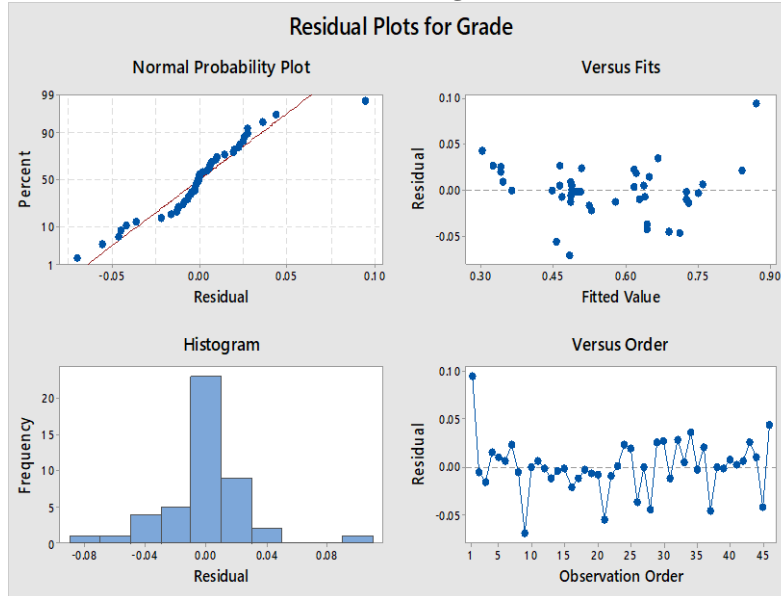 Residual Plots for Grade
Normal Probability Plot
99
90
50
10
1
Percent
-0.05 0.00 0.05 0.10
Residual
Versus Fits
0.10
0.05
0.00
-0.05
Residual
0.30 0.45 0.60 0.75 0.90
Fitted Value
Histogram
20
15
10
5
0
Frequency
-0.08 -0.04 0.00 0.04 0.08
Residual
Versus Order
0.10
0.05
0.00
-0.05
Residual
1 5 10 15 20 25 30 35 40 45
Observation Order